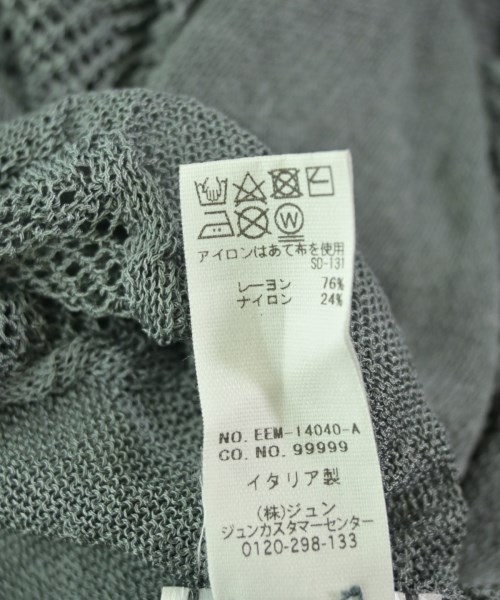 W
アイロンはあて布を使用
SD-131
レーヨン 76%
ナイロン 24%
NO. EEM-14040-A
CO. NO. 99999
イタリア製
(株)ジュン
ジュンカスタマーセンター
0120-298-133